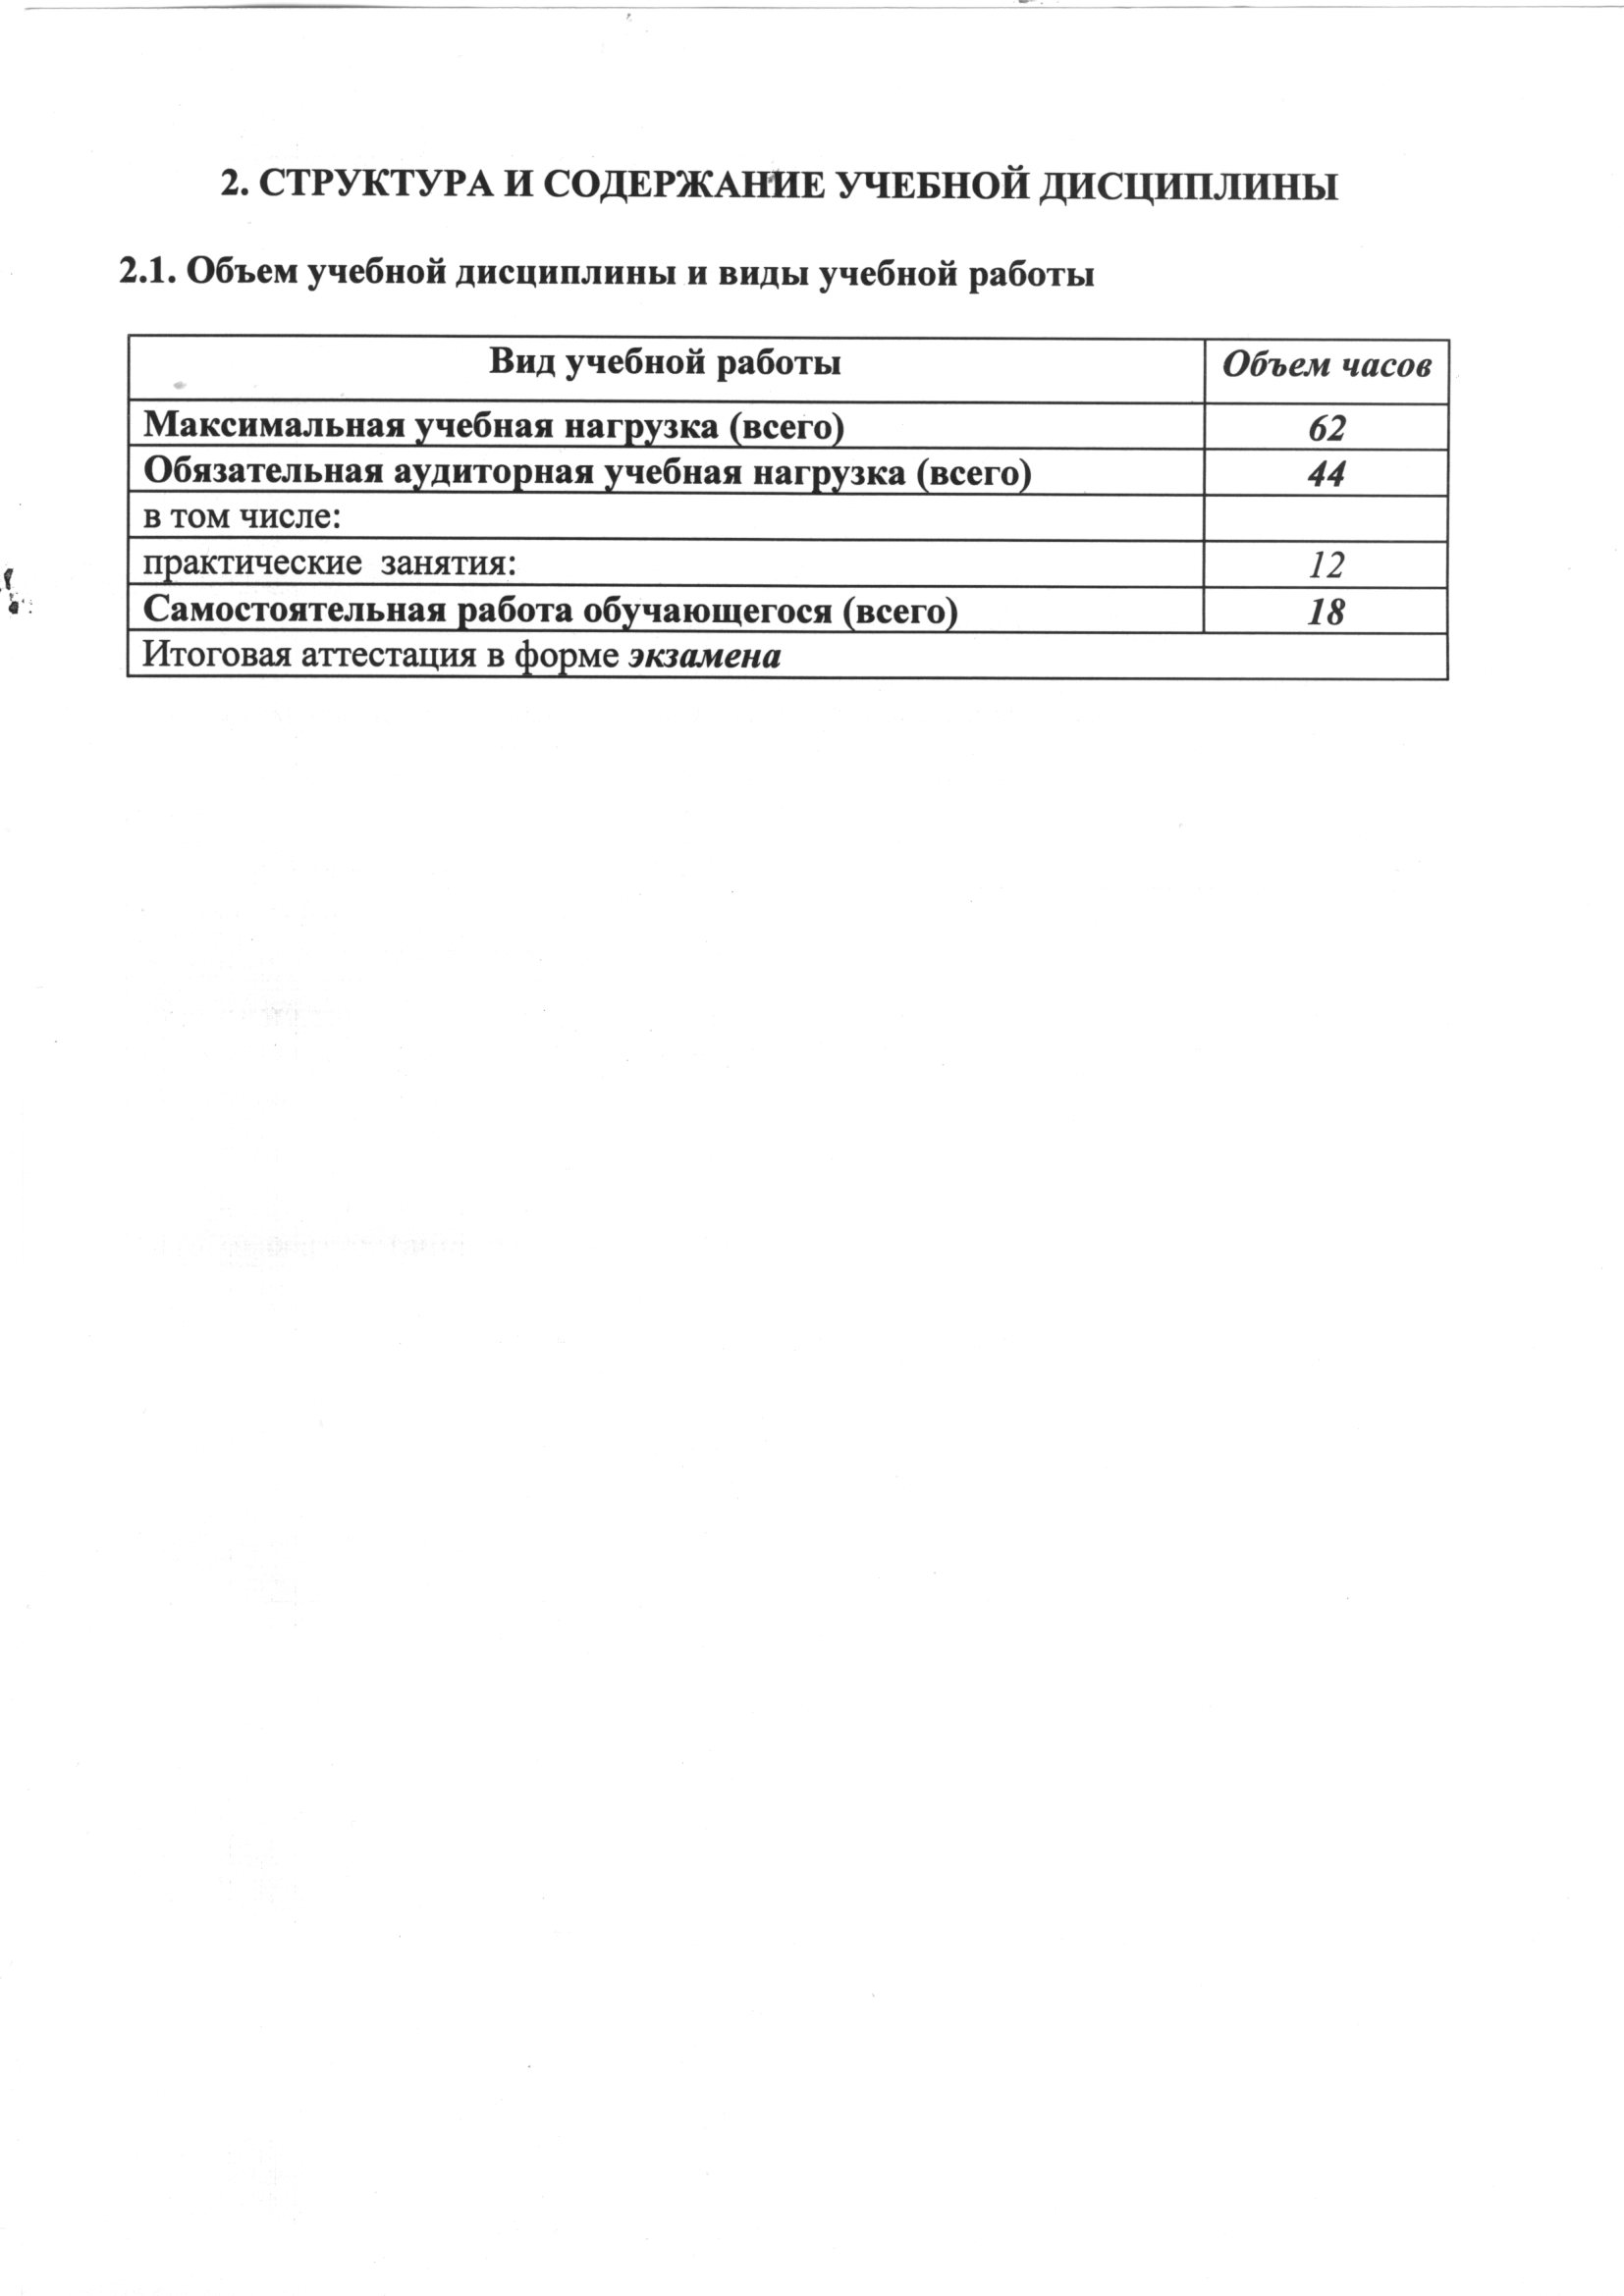 2. СТРУКТУРА И СОДЕРЖАНИЕ УЧЕБНОЙ ДИСЦИПЛИНЫ
2.1. Объем учебной дисциплины и виды учебной работы
Вид учебной работы Объем часов
Максимальная учебная нагрузка (всего) 62
Обязательная аудиторная учебная нагрузка (всего) 44
в том числе:
практические занятия: 12
Самостоятельная работа обучающегося (всего) 18
Итоговая аттестация в форме экзамена